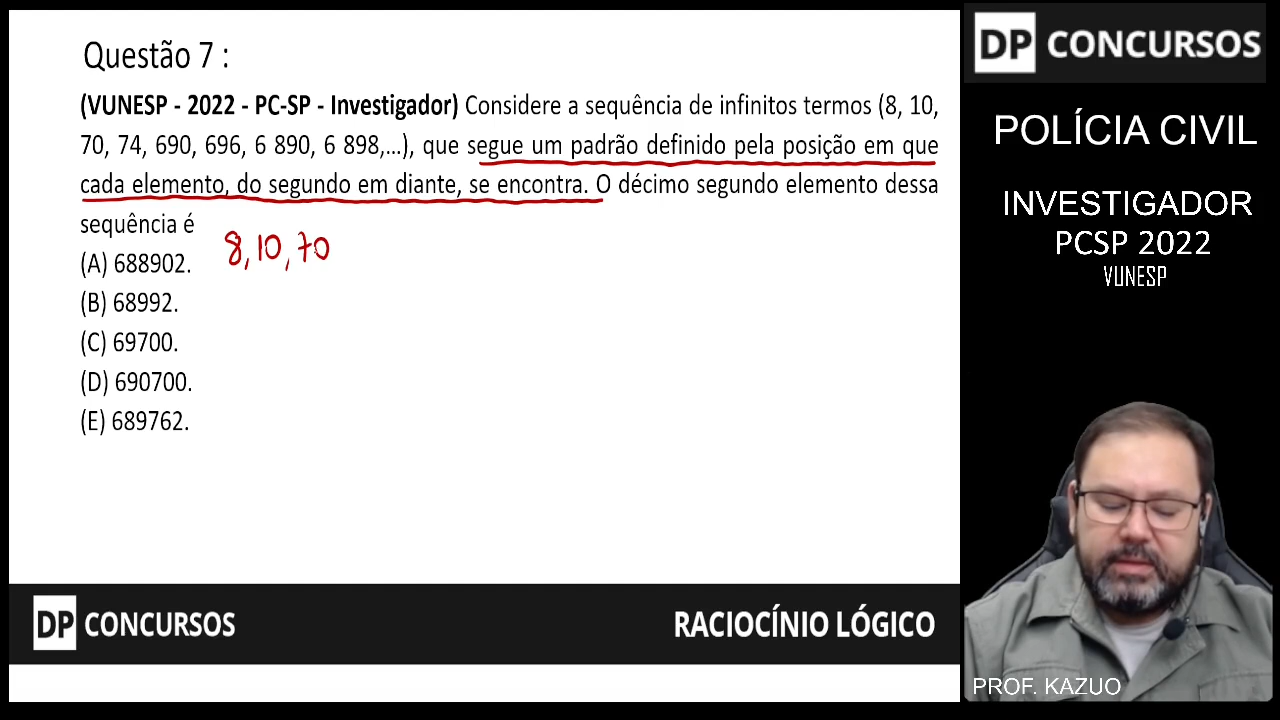 Questão 7 :
(VUNESP - 2022 - PC-SP - Investigador) Considere a sequência de infinitos termos (8, 10,
70, 74, 690, 696, 6 890, 6 898,...), que segue um padrão definido pela posição em que
cada elemento, do segundo em diante, se encontra. O décimo segundo elemento dessa
sequência é
8, 10, 70
(A) 688902.
(B) 68992.
(C) 69700.
(D) 690700.
(E) 689762.
DP CONCURSOS
RACIOCÍNIO LÓGICO
DP CONCURSOS
POLÍCIA CIVIL
INVESTIGADOR
PCSP 2022
VUNESP
PROF. KAZUO